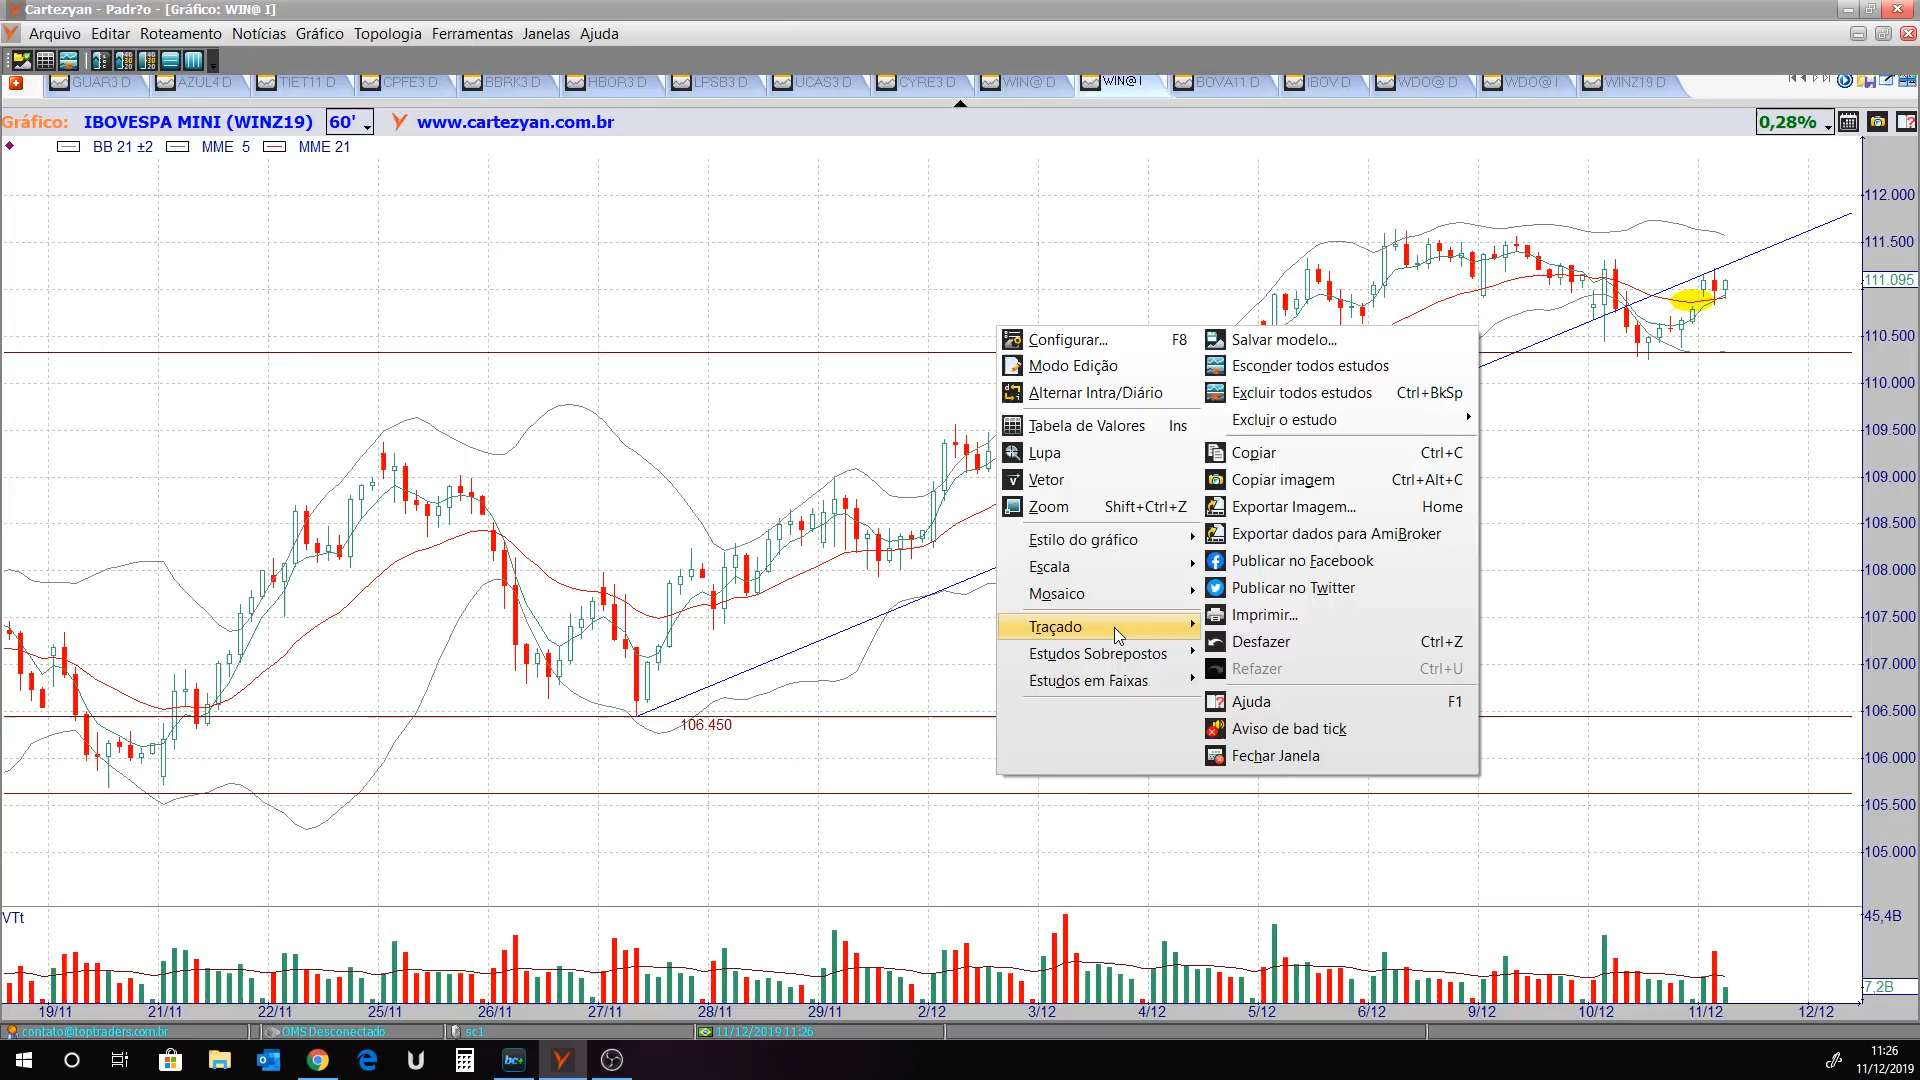 Cartezyan - Padr?o - [Gráfico: WIN@ I]
Arquivo Editar Roteamento Notícias Gráfico Topologia Ferramentas Janelas Ajuda
GUAR3 D AZUL4 D TIET11 D CPFE3 D BBRK3 D HBOR3 D LPSB3 D UCAS3 D CYRE3 D WIN@ D WIN@ I BOVA11 D IBOV D WDO@ D WDO@ I WINZ19 D
Gráfico: IBOVESPA MINI (WINZ19) 60' www.cartezyan.com.br 0,28%
BB 21 ±2 MME 5 MME 21
112.000
111.500
111.095
110.500
110.000
109.500
109.000
108.500
108.000
107.500
107.000
106.500
106.000
105.500
105.000
106.450
Configurar... F8
Modo Edição
Alternar Intra/Diário
Tabela de Valores Ins
Lupa
Vetor
Zoom Shift+Ctrl+Z
Estilo do gráfico
Escala
Mosaico
Traçado
Estudos Sobrepostos
Estudos em Faixas
Salvar modelo...
Esconder todos estudos
Excluir todos estudos Ctrl+BkSp
Excluir o estudo
Copiar Ctrl+C
Copiar imagem Ctrl+Alt+C
Exportar Imagem... Home
Exportar dados para AmiBroker
Publicar no Facebook
Publicar no Twitter
Imprimir...
Desfazer Ctrl+Z
Refazer Ctrl+U
Ajuda F1
Aviso de bad tick
Fechar Janela
VTt
45,4B
7,2B
19/11 21/11 22/11 25/11 26/11 27/11 28/11 29/11 2/12 3/12 4/12 5/12 6/12 9/12 10/12 11/12 12/12
contato@toptraders.com.br OMS Desconectado sc1 11/12/2019 11:26
bc+
11:26
11/12/2019